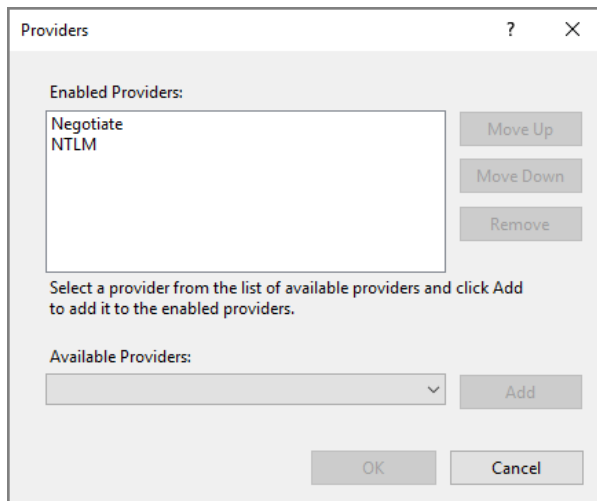 Providers
?
Enabled Providers:
Negotiate
NTLM
Move Up
Move Down
Remove
Select a provider from the list of available providers and click Add
to add it to the enabled providers.
Available Providers:
Add
OK
Cancel